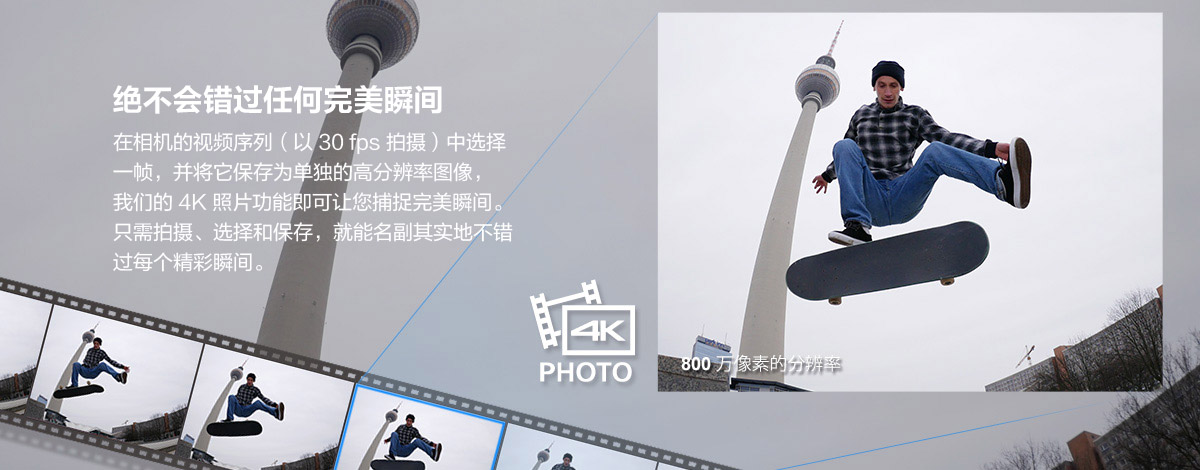 绝不会错过任何完美瞬间
在相机的视频序列（以 30 fps 拍摄）中选择
一帧，并将它保存为单独的高分辨率图像，
我们的 4K 照片功能即可让您捕捉完美瞬间。
只需拍摄、选择和保存，就能名副其实地不错
过每个精彩瞬间。
4K
PHOTO
800 万像素的分辨率